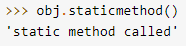 >>> obj.staticmethod()
'static method called'